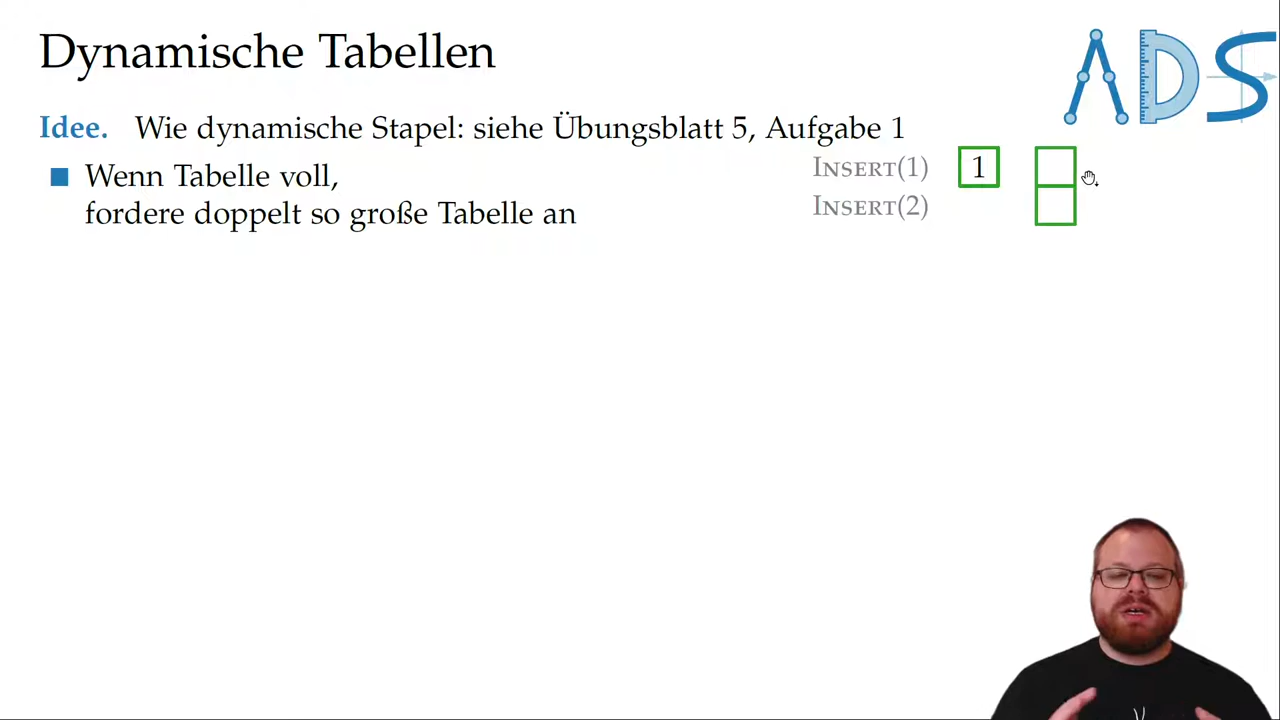 Dynamische Tabellen
ADS
Idee. Wie dynamische Stapel: siehe Übungsblatt 5, Aufgabe 1
Wenn Tabelle voll,
fordere doppelt so große Tabelle an
INSERT(1) 1
INSERT(2)